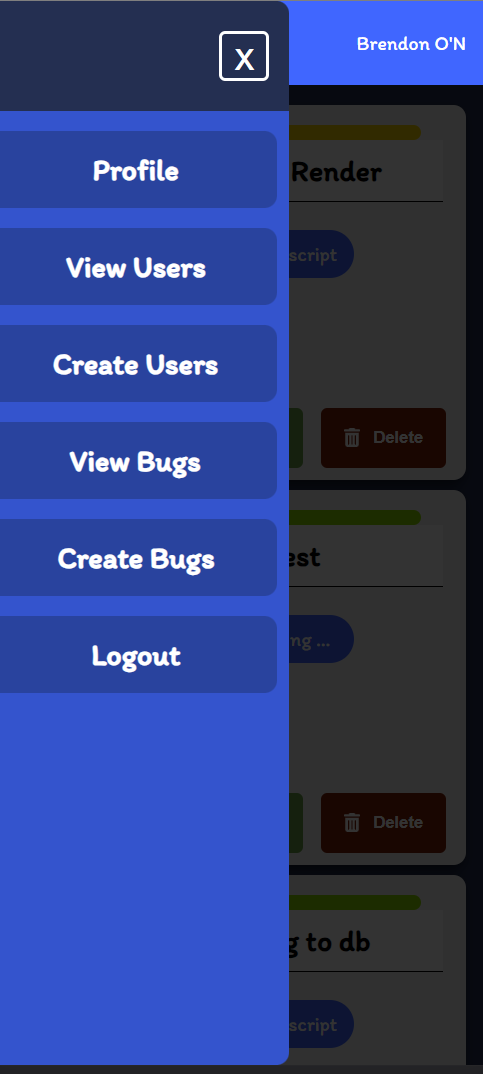 X
Brendon O'N
Profile
View Users
Create Users
View Bugs
Create Bugs
Logout
Render
script
Delete
est
ng ...
Delete
g to db
script